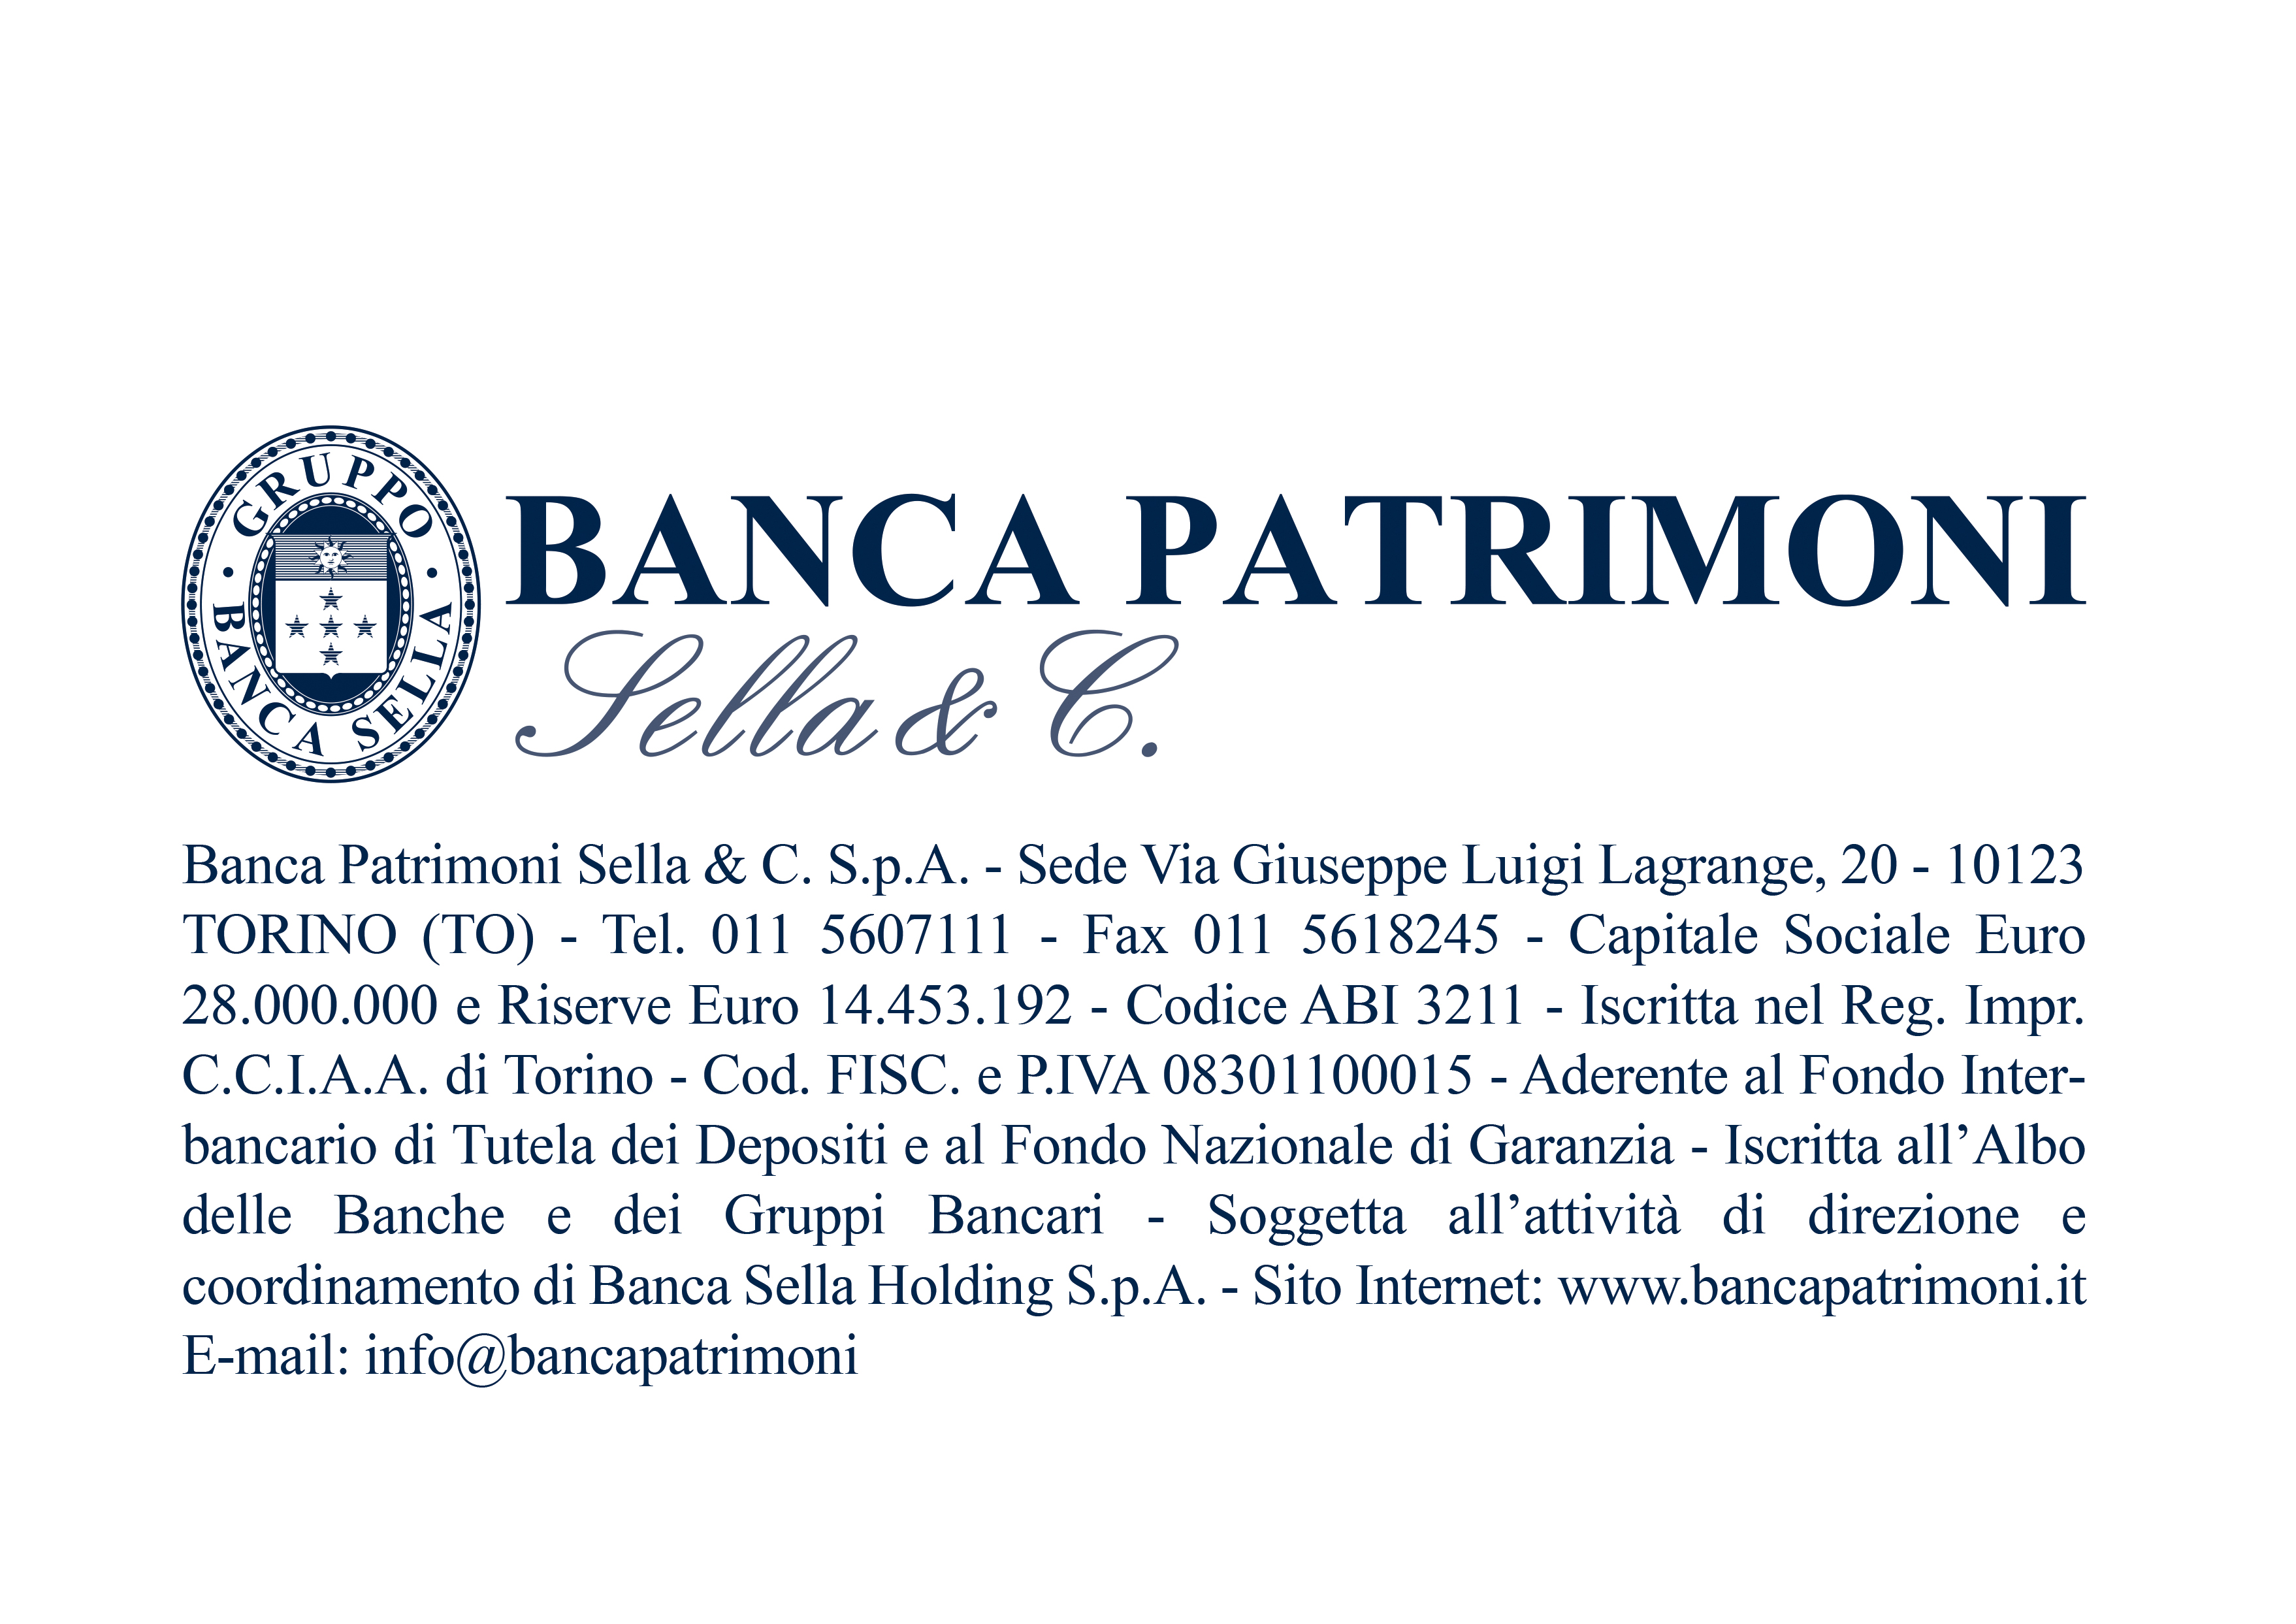 GRUPPO
BANCA SELLA
BANCA PATRIMONI
Sella & C.
Banca Patrimoni Sella & C. S.p.A. - Sede Via Giuseppe Luigi Lagrange, 20 - 10123
TORINO (TO) - Tel. 011 5607111 - Fax 011 5618245 - Capitale Sociale Euro
28.000.000 e Riserve Euro 14.453.192 - Codice ABI 3211 - Iscritta nel Reg. Impr.
C.C.I.A.A. di Torino - Cod. FISC. e P.IVA 08301100015 - Aderente al Fondo Inter-
bancario di Tutela dei Depositi e al Fondo Nazionale di Garanzia - Iscritta all’Albo
delle Banche e dei Gruppi Bancari - Soggetta all’attività di direzione e
coordinamento di Banca Sella Holding S.p.A. - Sito Internet: www.bancapatrimoni.it
E-mail: info@bancapatrimoni